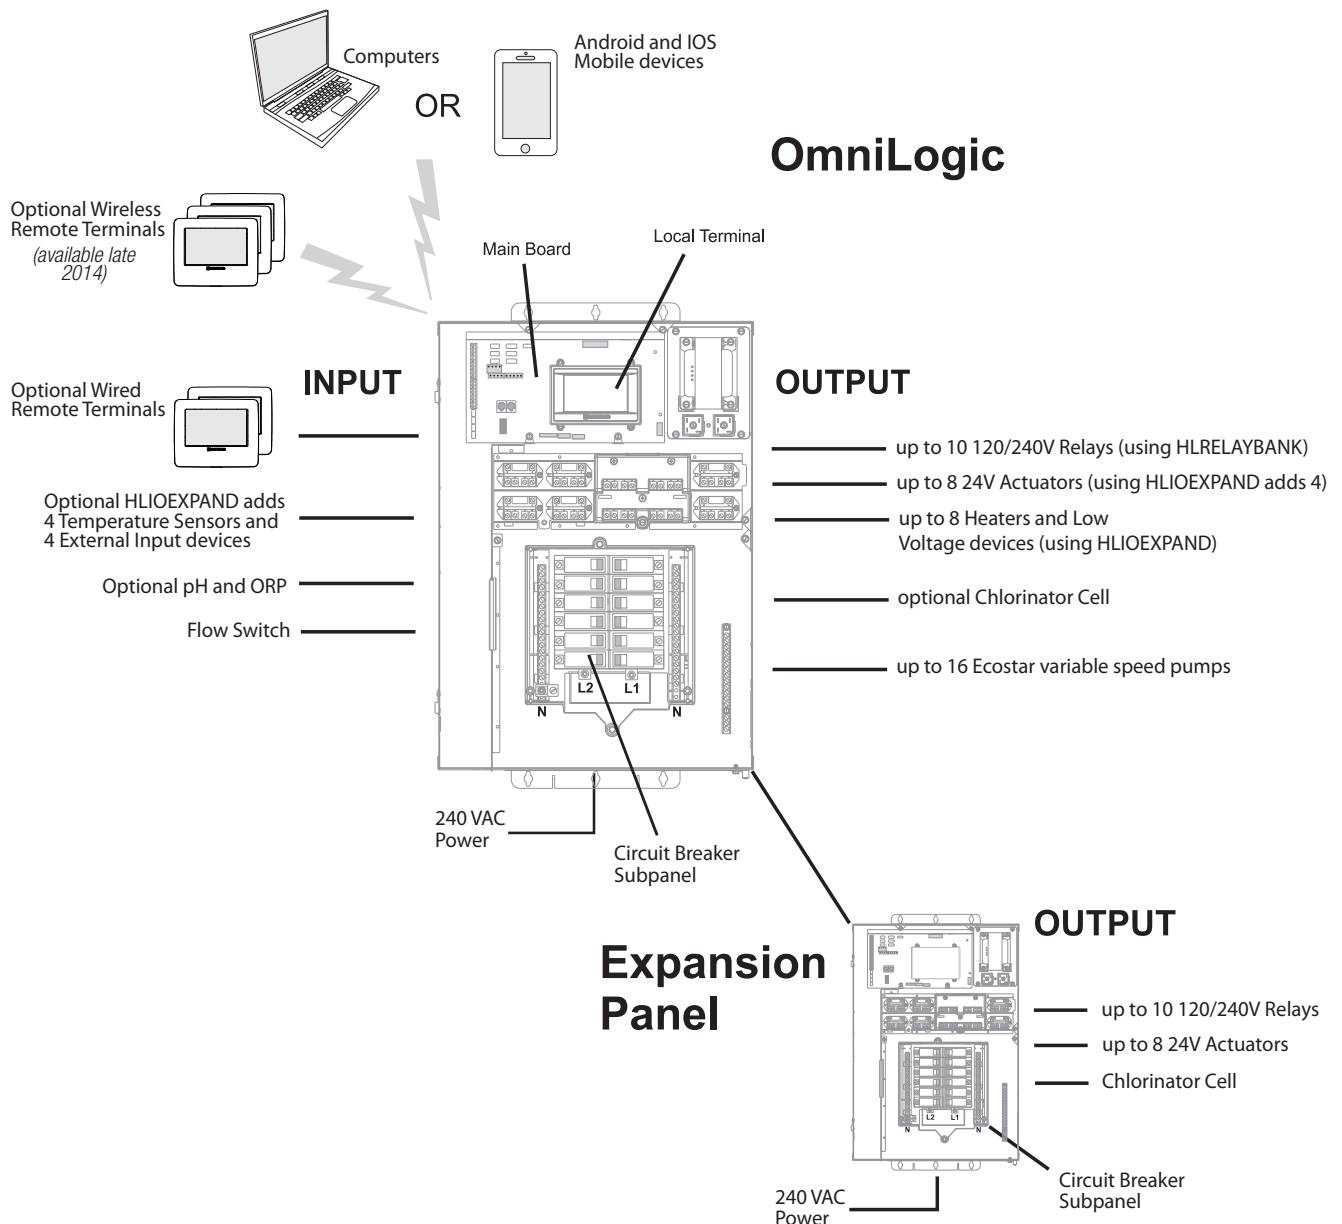 Computers
OR
Android and IOS
Mobile devices
OmniLogic
Optional Wireless
Remote Terminals
(available late
2014)
Main Board
Local Terminal
INPUT
OUTPUT
Optional Wired
Remote Terminals
Optional HLIOEXPAND adds
4 Temperature Sensors and
4 External Input devices
Optional pH and ORP
Flow Switch
up to 10 120/240V Relays (using HLRELAYBANK)
up to 8 24V Actuators (using HLIOEXPAND adds 4)
up to 8 Heaters and Low
Voltage devices (using HLIOEXPAND)
optional Chlorinator Cell
up to 16 Ecostar variable speed pumps
L2 L1
N N
240 VAC
Power
Circuit Breaker
Subpanel
Expansion
Panel
OUTPUT
up to 10 120/240V Relays
up to 8 24V Actuators
Chlorinator Cell
L2 L1
N N
Circuit Breaker
Subpanel
240 VAC
Power